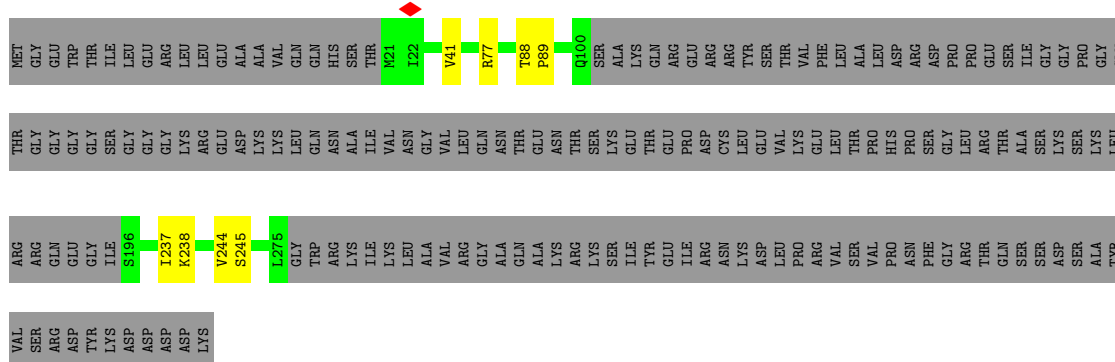 MET GLY GLU TRP THR ILE LEU GLU ARG LEU LEU GLU ALA ALA VAL GLN GLN HIS SER THR M21 I22 V41 R77 T88 P89 Q100 SER ALA LYS GLN ARG GLU ARG ARG TYR SER THR VAL PHE LEU ALA LEU ASP ARG ASP PRO PRO GLU SER ILE GLY GLY PRO GLY
THR GLY GLY GLY GLY SER GLY GLY GLY LYS ARG GLU ASP LYS LYS LEU GLN ASN ALA ILE VAL ASN GLY VAL LEU GLN ASN THR GLU ASN THR SER LYS GLU THR GLU PRO ASP CYS LEU GLU VAL LYS GLU LEU THR PRO HIS PRO SER GLY LEU ARG THR ALA SER LYS SER LYS LEU
ARG ARG GLN GLU GLY ILE S196 I237 K238 V244 S245 L275 GLY TRP ARG LYS ILE LYS LEU ALA VAL ARG GLY ALA GLN ALA LYS ARG LYS SER ILE TYR GLU ILE ARG ASN LYS ASP LEU PRO ARG VAL SER VAL PRO ASN PHE GLY ARG THR GLN SER SER ASP SER ALA TYR
VAL SER ARG ASP TYR LYS ASP ASP ASP ASP LYS